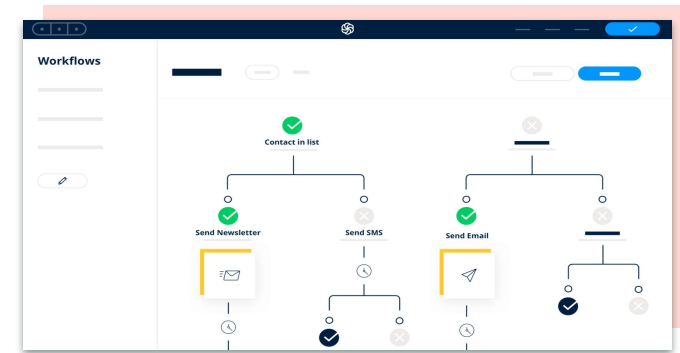 Workflows
Contact in list
Send Newsletter
Send SMS
Send Email